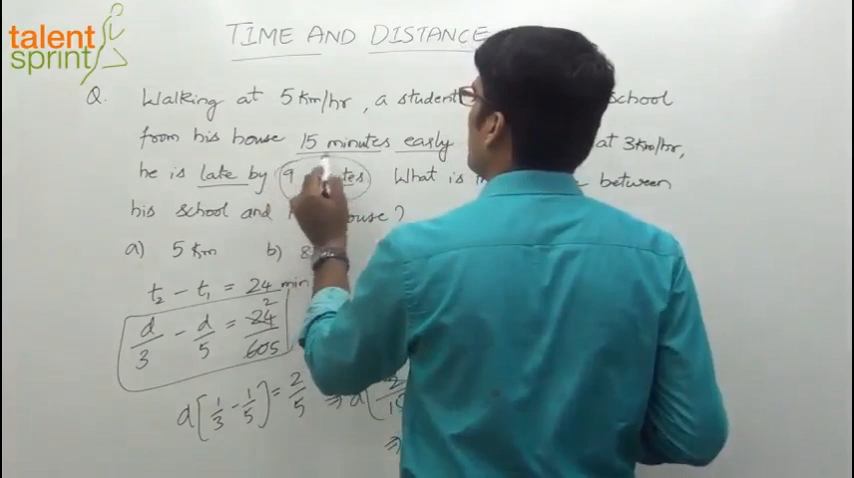 talent
sprint
TIME AND DISTANCE
Q. Walking at 5 Km/hr, a student school
from his house 15 minutes early at 3 Km/hr,
he is late by 9 What is between
his school and house?
a) 5 Km b) 8
t2 - t1 = 24 min
d/3 - d/5 = 24/60 2 5
d[1/3 - 1/5] = 2/5 ⇒ d[2/15
⇒